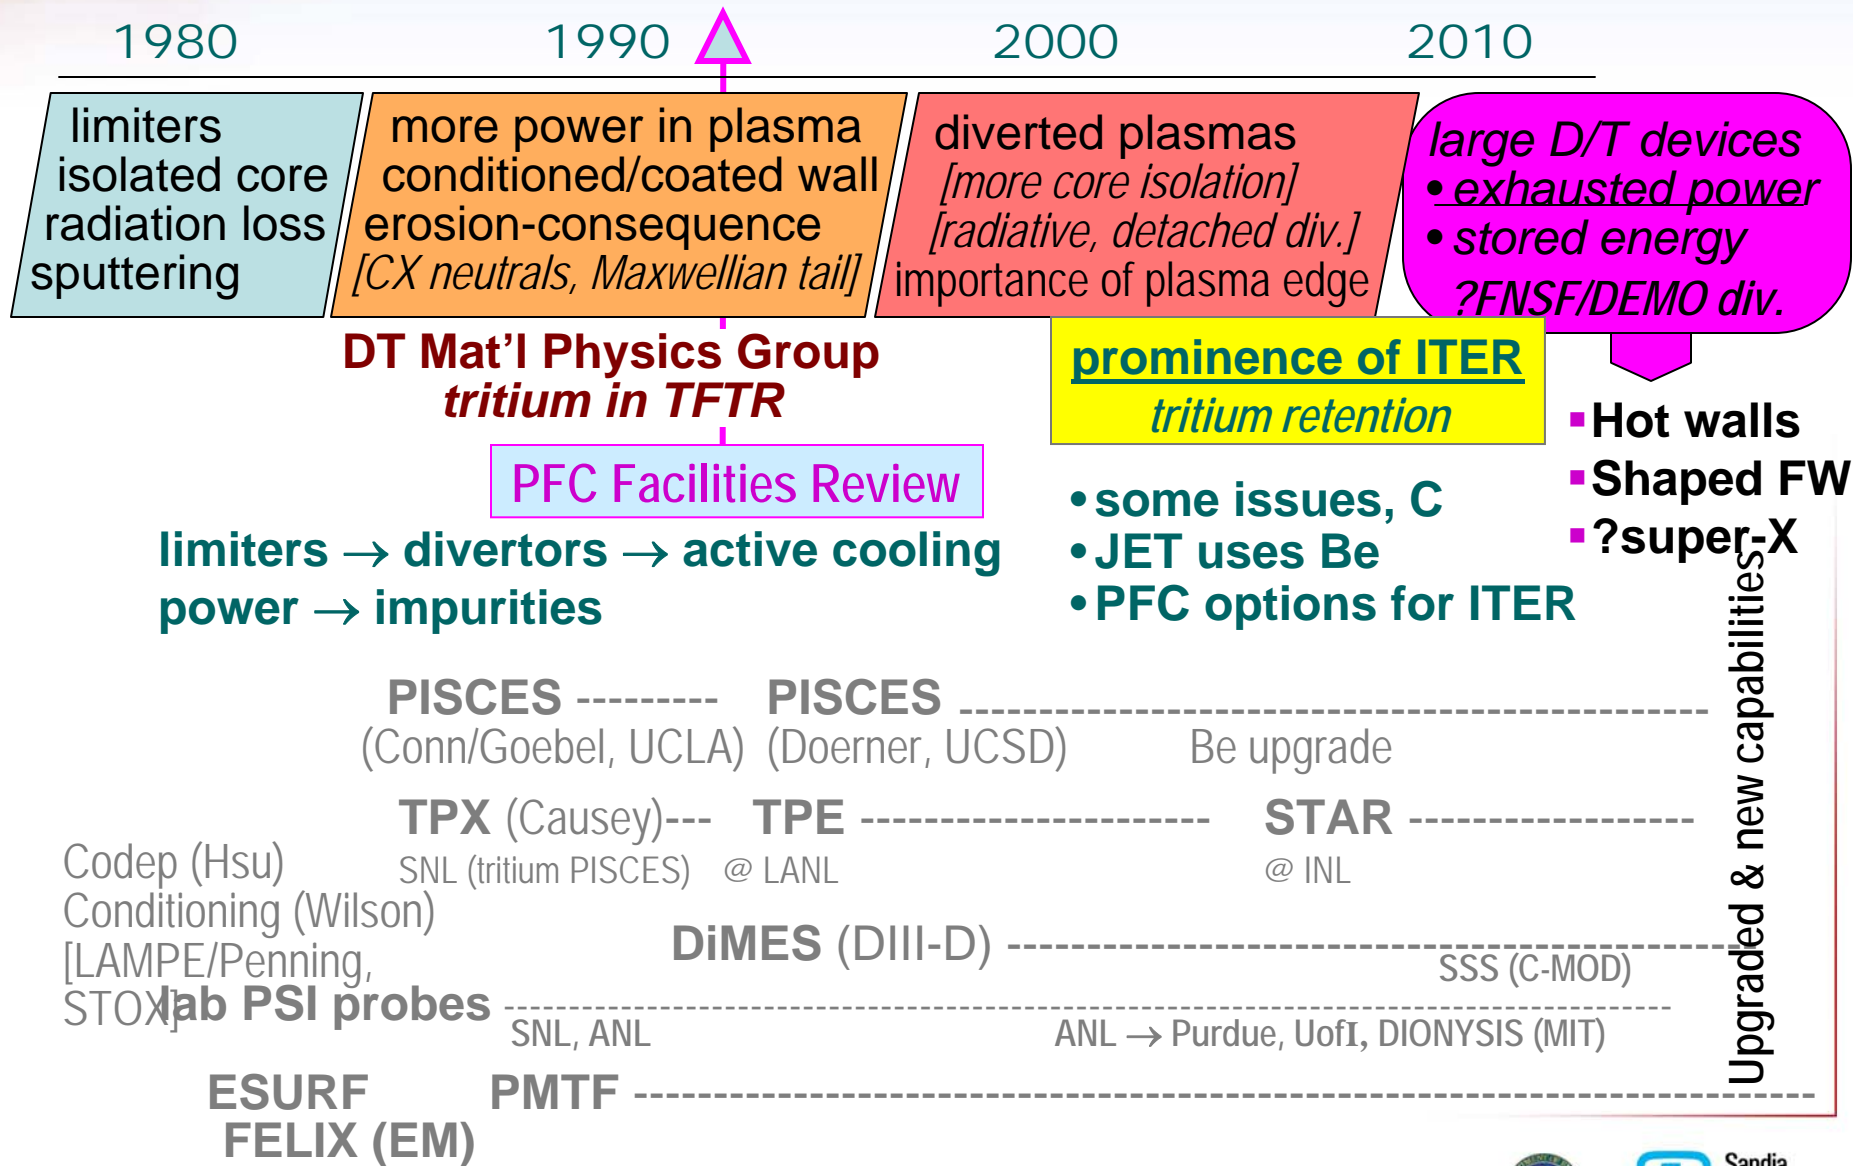 1980 1990 2000 2010
limiters
isolated core
radiation loss
sputtering
more power in plasma
conditioned/coated wall
erosion-consequence
[CX neutrals, Maxwellian tail]
diverted plasmas
[more core isolation]
[radiative, detached div.]
importance of plasma edge
large D/T devices
• exhausted power
• stored energy
?FNSF/DEMO div.
DT Mat’l Physics Group
tritium in TFTR
prominence of ITER
tritium retention
▪Hot walls
▪Shaped FW
▪?super-X
PFC Facilities Review
limiters → divertors → active cooling
power → impurities
• some issues, C
• JET uses Be
• PFC options for ITER
Upgraded & new capabilities
PISCES --------- PISCES -----------------------------------------------
(Conn/Goebel, UCLA) (Doerner, UCSD) Be upgrade
TPX (Causey)--- TPE ---------------------- STAR ------------------
SNL (tritium PISCES) @ LANL @ INL
Codep (Hsu)
Conditioning (Wilson)
[LAMPE/Penning,
STOX]
DiMES (DIII-D) -----------------------------------------------
SSS (C-MOD)
lab PSI probes ---------------------------------------------------------------
SNL, ANL ANL → Purdue, UofI, DIONYSIS (MIT)
ESURF PMTF --------------------------------------------------------------------------
FELIX (EM)
Sandia